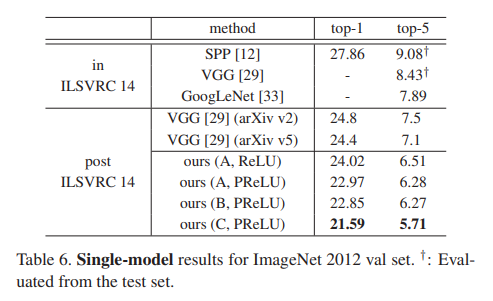 method top-1 top-5
in ILSVRC 14
SPP [12] 27.86 9.08†
VGG [29] - 8.43†
GoogLeNet [33] - 7.89
post ILSVRC 14
VGG [29] (arXiv v2) 24.8 7.5
VGG [29] (arXiv v5) 24.4 7.1
ours (A, ReLU) 24.02 6.51
ours (A, PReLU) 22.97 6.28
ours (B, PReLU) 22.85 6.27
ours (C, PReLU) 21.59 5.71
Table 6. Single-model results for ImageNet 2012 val set. †: Eval-
uated from the test set.